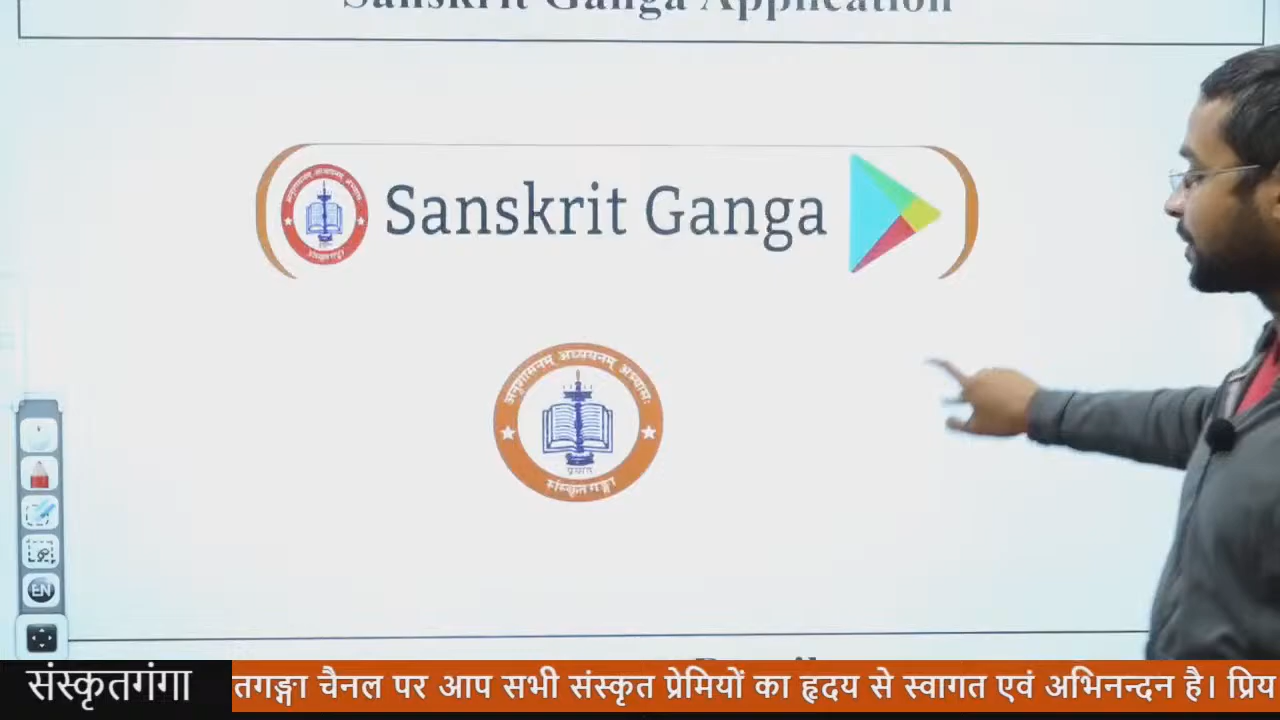 Sanskrit Ganga Application
Sanskrit Ganga
अनुशासनम् अध्ययनम् अभ्यासः
प्रयाग
संस्कृतगङ्गा
EN
संस्कृतगंगा
तगङ्गा चैनल पर आप सभी संस्कृत प्रेमियों का हृदय से स्वागत एवं अभिनन्दन है। प्रिय